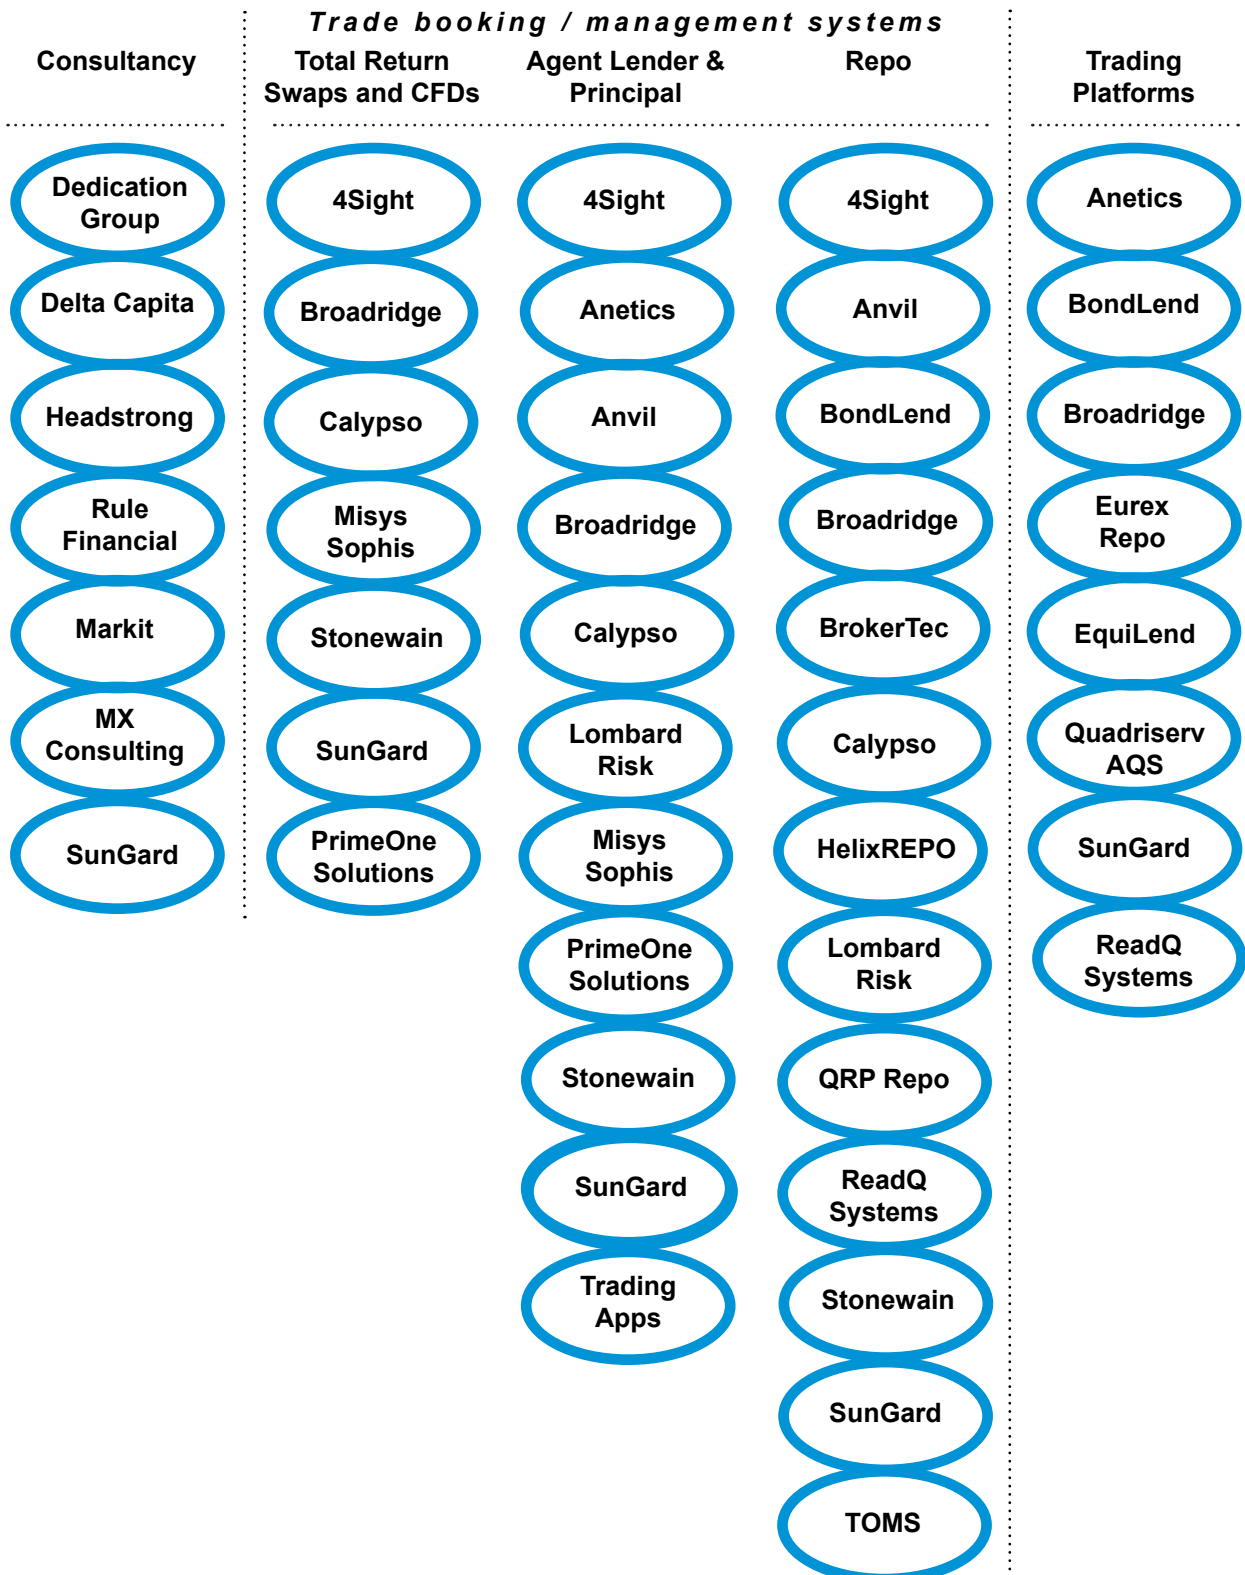 Trade booking / management systems
Consultancy
Total Return
Swaps and CFDs
Agent Lender &
Principal
Repo
Trading
Platforms
Dedication
Group
Delta Capita
Headstrong
Rule
Financial
Markit
MX
Consulting
SunGard
4Sight
Broadridge
Calypso
Misys
Sophis
Stonewain
SunGard
PrimeOne
Solutions
4Sight
Anetics
Anvil
Broadridge
Calypso
Lombard
Risk
Misys
Sophis
PrimeOne
Solutions
Stonewain
SunGard
Trading
Apps
4Sight
Anvil
BondLend
Broadridge
BrokerTec
Calypso
HelixREPO
Lombard
Risk
QRP Repo
ReadQ
Systems
Stonewain
SunGard
TOMS
Anetics
BondLend
Broadridge
Eurex
Repo
EquiLend
Quadriserv
AQS
SunGard
ReadQ
Systems